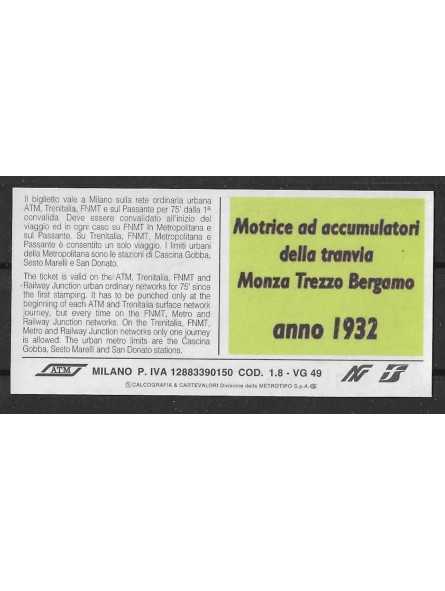 Il biglietto vale a Milano sulla rete ordinaria urbana
ATM, Trenitalia, FNMT e sul Passante per 75' dalla 1ª
convalida. Deve essere convalidato all'inizio del
viaggio ed in ogni caso su FNMT in Metropolitana e
sul Passante. Su Trenitalia, FNMT, Metropolitana e
Passante è consentito un solo viaggio. I limiti urbani
della Metropolitana sono le stazioni di Cascina Gobba,
Sesto Marelli e San Donato.
The ticket is valid on the ATM, Trenitalia, FNMT and
Railway Junction urban ordinary networks for 75' since
the first stamping. It has to be punched only at the
beginning of each ATM and Trenitalia surface network
journey, but every time on the FNMT, Metro and
Railway Junction networks. On the Trenitalia, FNMT,
Metro and Railway Junction networks only one journey
is allowed. The urban metro limits are the Cascina
Gobba, Sesto Marelli and San Donato stations.
Motrice ad accumulatori
della tranvia
Monza Trezzo Bergamo
anno 1932
ATM MILANO P. IVA 12883390150 COD. 1.8 - VG 49
CALCOGRAFIA & CARTEVALORI Divisione della METROTIPO S.p.A.